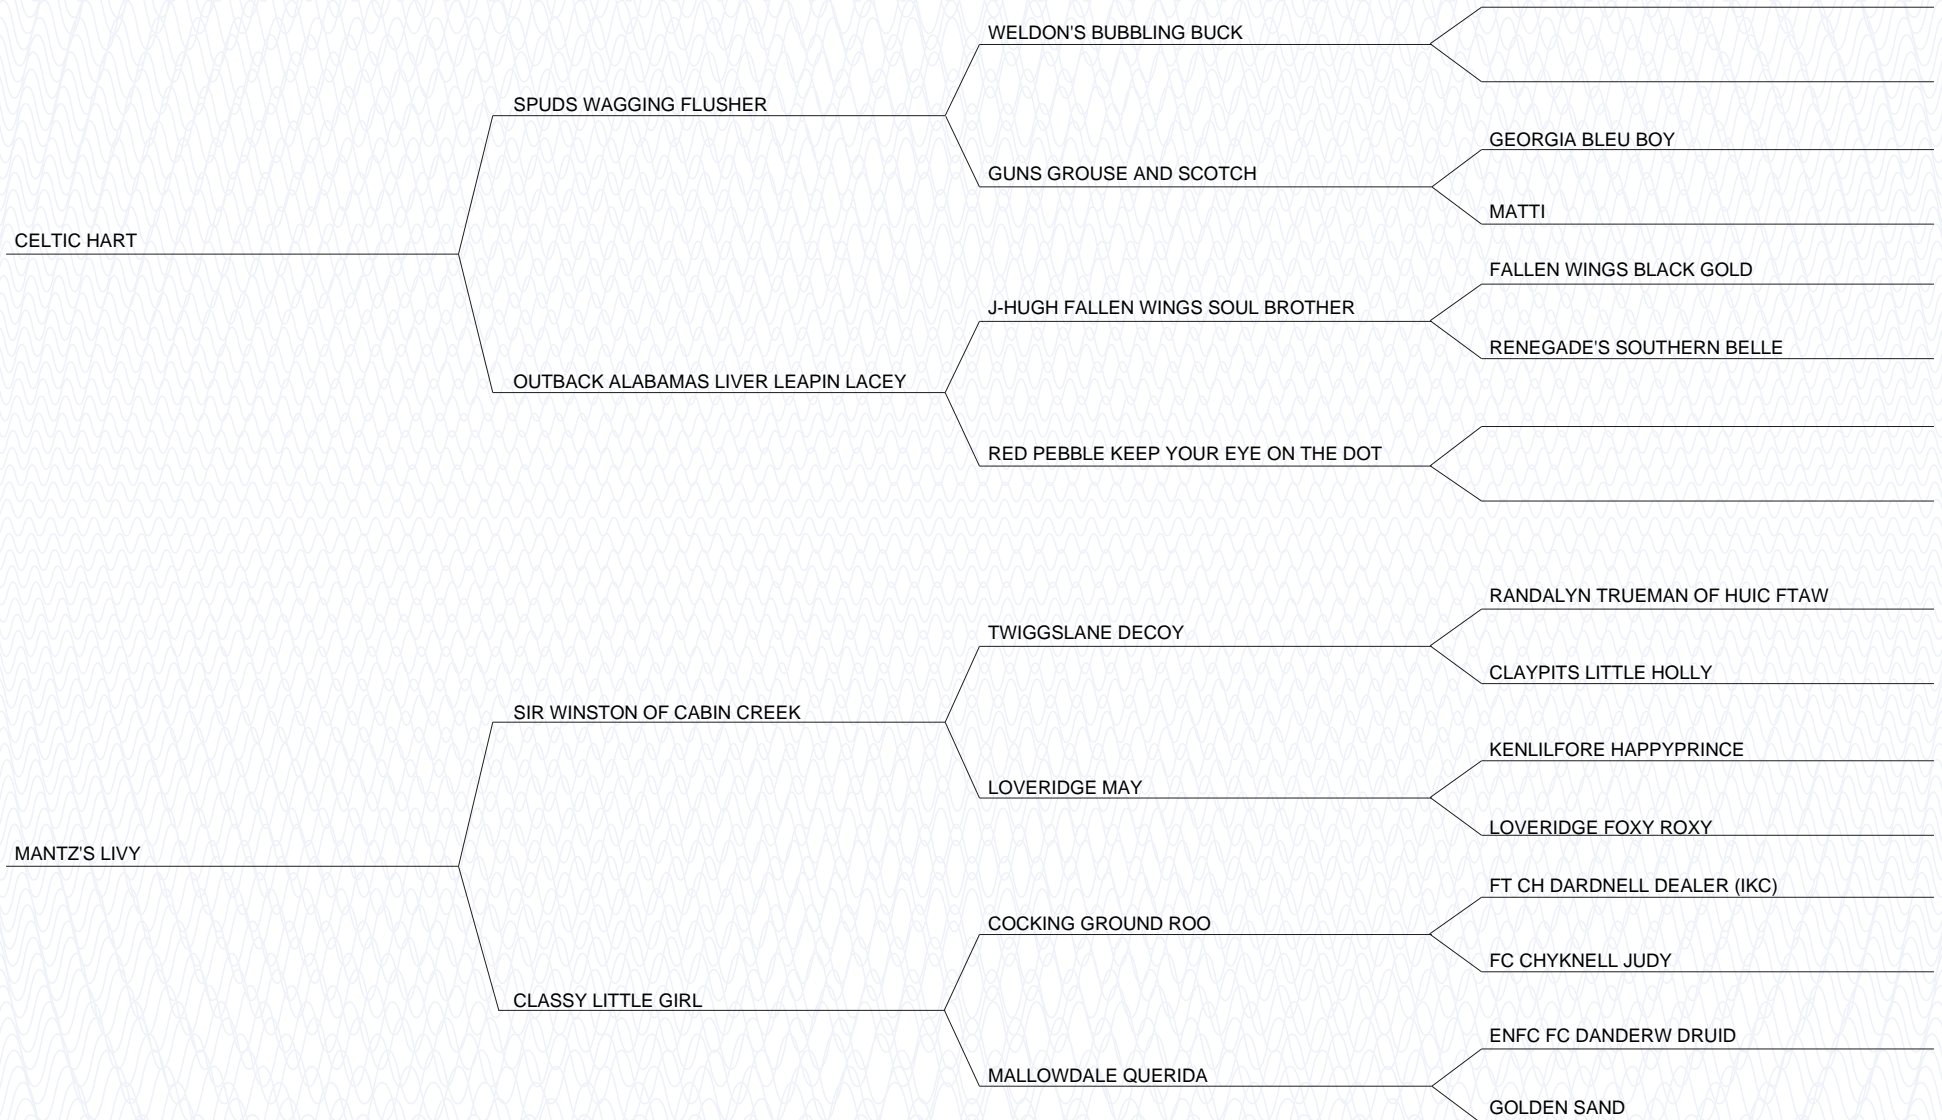 WELDON'S BUBBLING BUCK
SPUDS WAGGING FLUSHER
GEORGIA BLEU BOY
GUNS GROUSE AND SCOTCH
MATTI
CELTIC HART
FALLEN WINGS BLACK GOLD
J-HUGH FALLEN WINGS SOUL BROTHER
RENEGADE'S SOUTHERN BELLE
OUTBACK ALABAMAS LIVER LEAPIN LACEY
RED PEBBLE KEEP YOUR EYE ON THE DOT
RANDALYN TRUEMAN OF HUIC FTAW
TWIGGSLANE DECOY
CLAYPITS LITTLE HOLLY
SIR WINSTON OF CABIN CREEK
KENLILFORE HAPPYPRINCE
LOVERIDGE MAY
LOVERIDGE FOXY ROXY
MANTZ'S LIVY
FT CH DARDNELL DEALER (IKC)
COCKING GROUND ROO
FC CHYKNELL JUDY
CLASSY LITTLE GIRL
ENFC FC DANDERW DRUID
MALLOWDALE QUERIDA
GOLDEN SAND